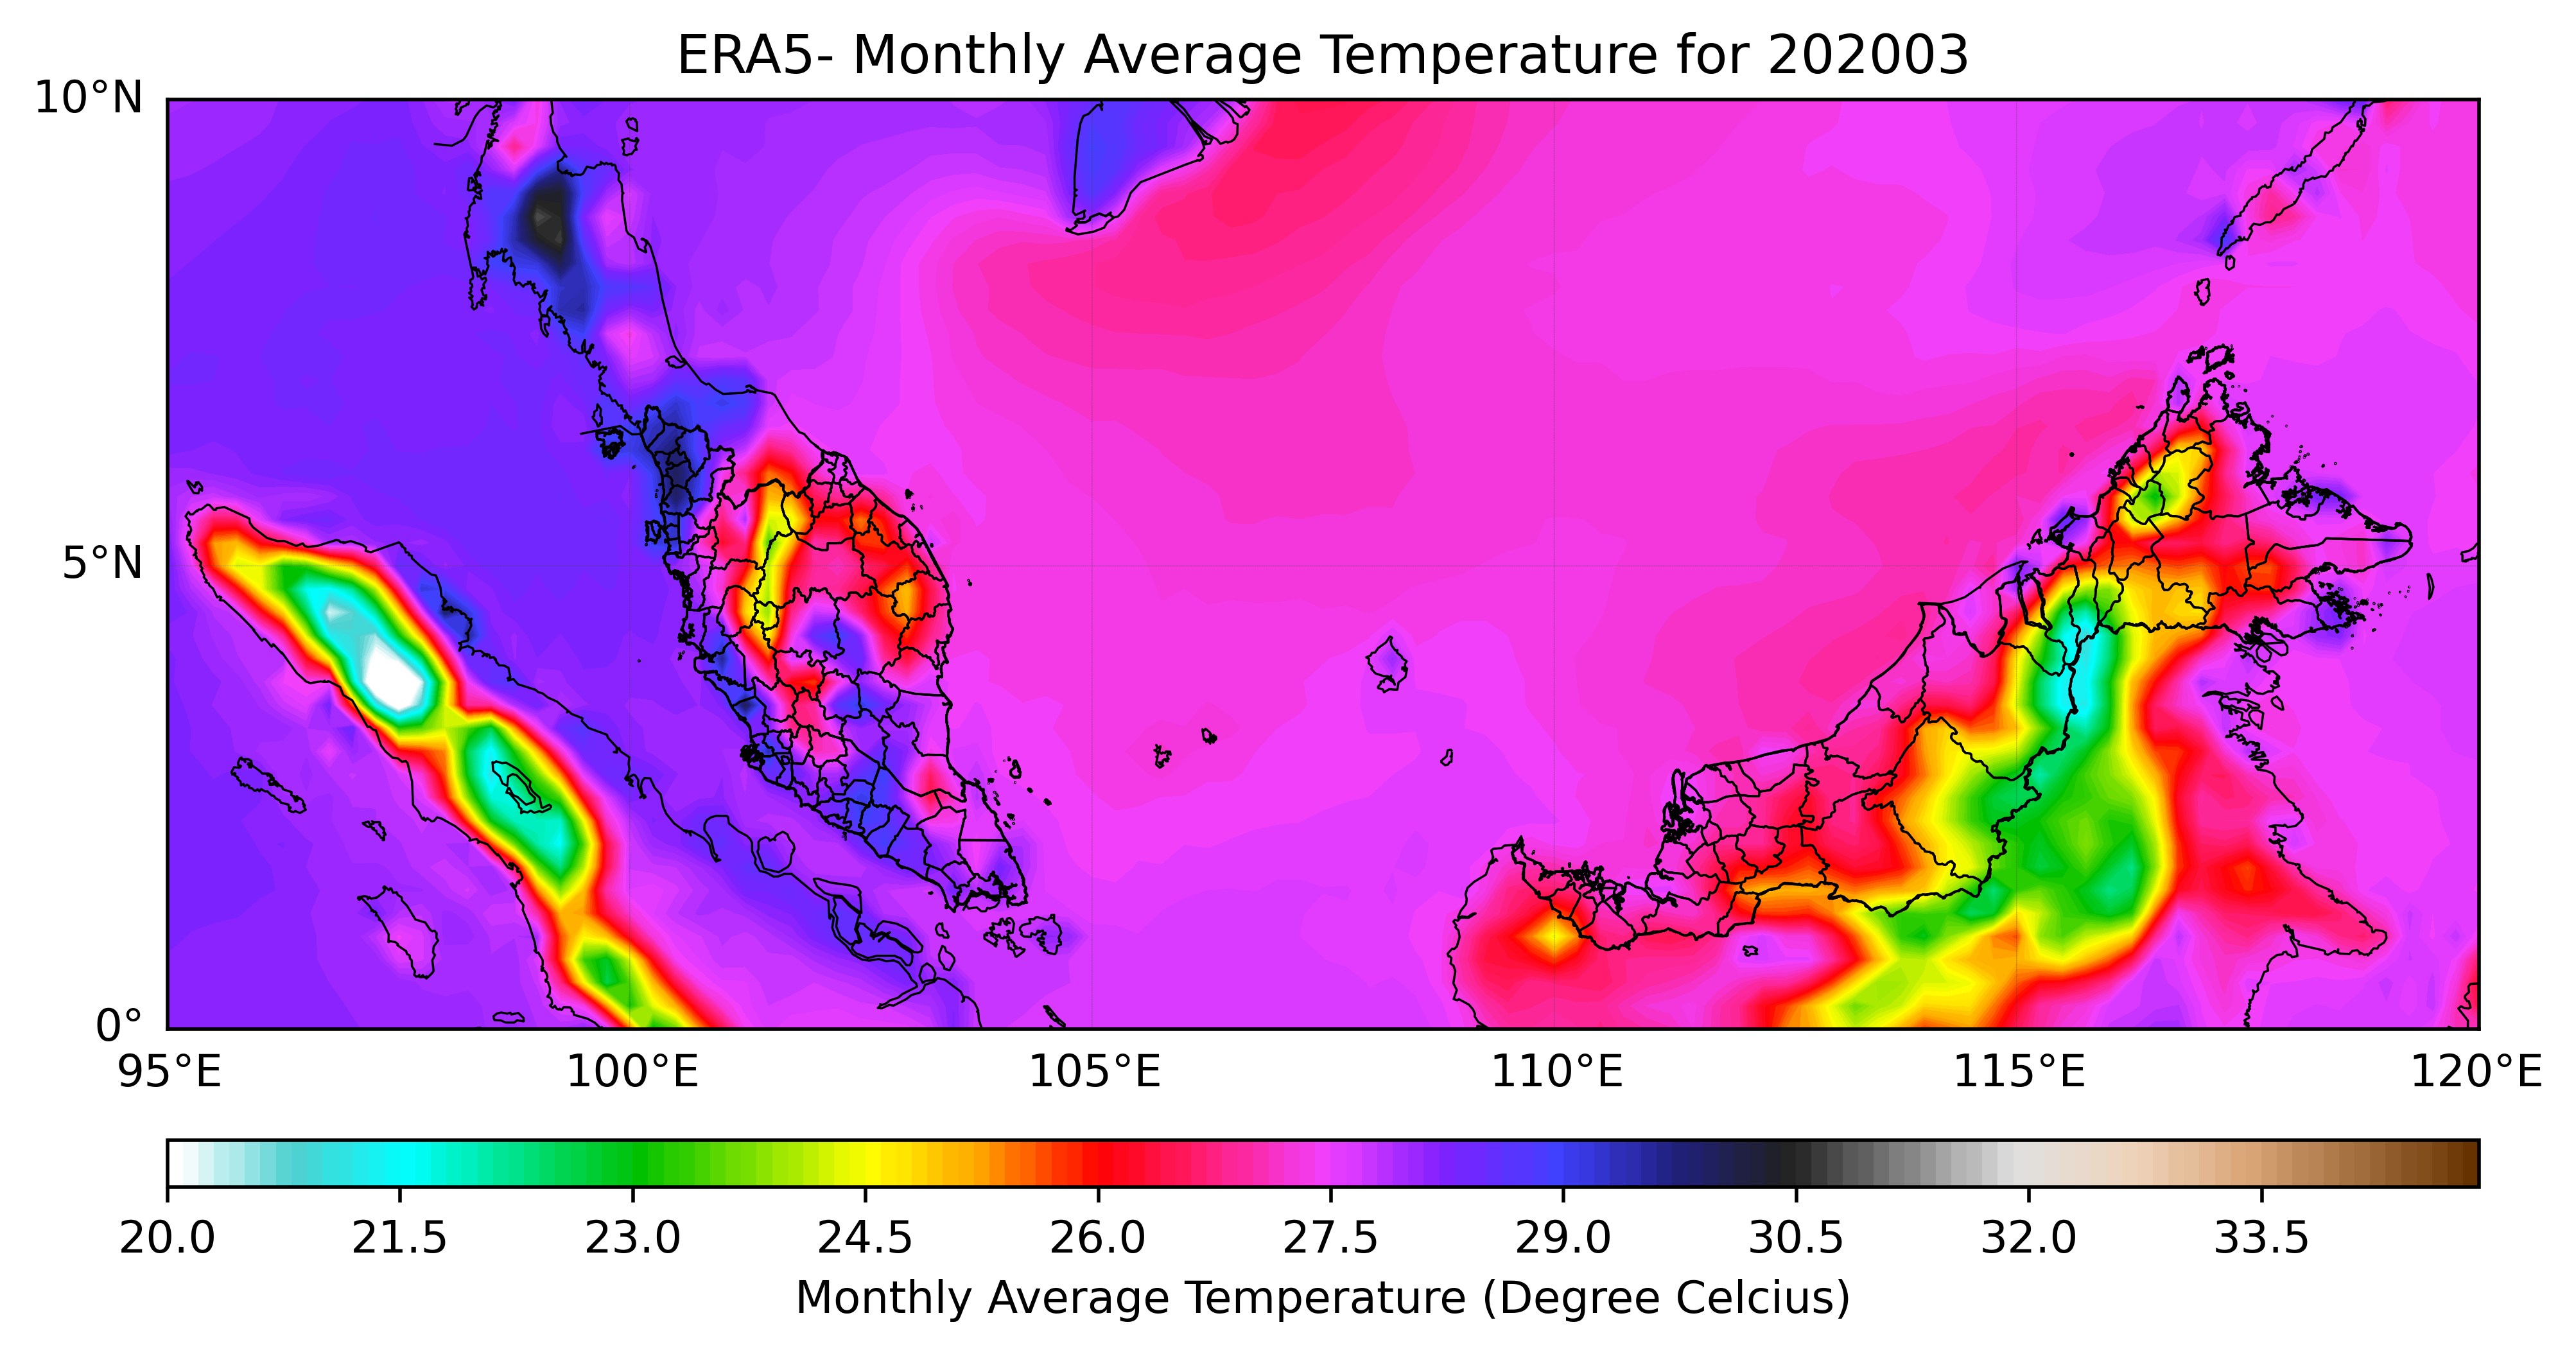 ERA5- Monthly Average Temperature for 202003
10°N
5°N
0°
95°E 100°E 105°E 110°E 115°E 120°E
20.0 21.5 23.0 24.5 26.0 27.5 29.0 30.5 32.0 33.5
Monthly Average Temperature (Degree Celcius)